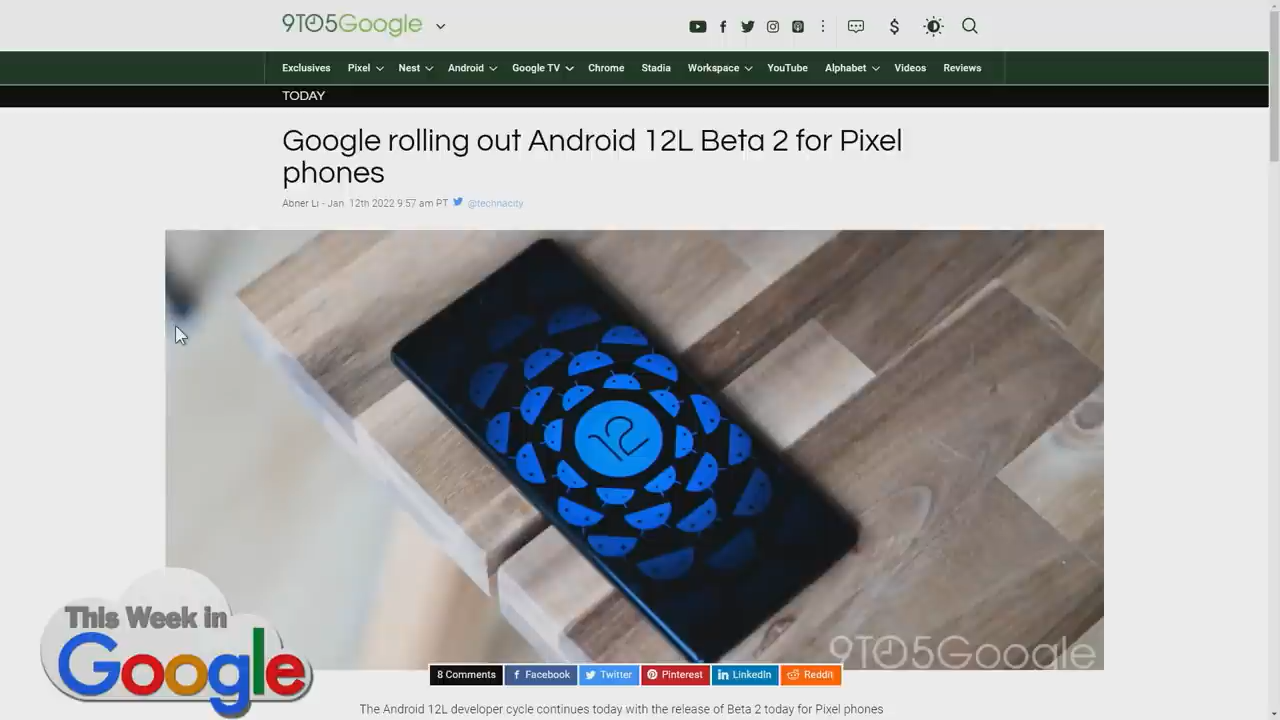 9TO5Google
Exclusives Pixel Nest Android Google TV Chrome Stadia Workspace YouTube Alphabet Videos Reviews
TODAY
Google rolling out Android 12L Beta 2 for Pixel
phones
Abner Li - Jan. 12th 2022 9:57 am PT @technacity
12
9TO5Google
This Week in
Google
8 Comments Facebook Twitter Pinterest LinkedIn Reddit
The Android 12L developer cycle continues today with the release of Beta 2 today for Pixel phones